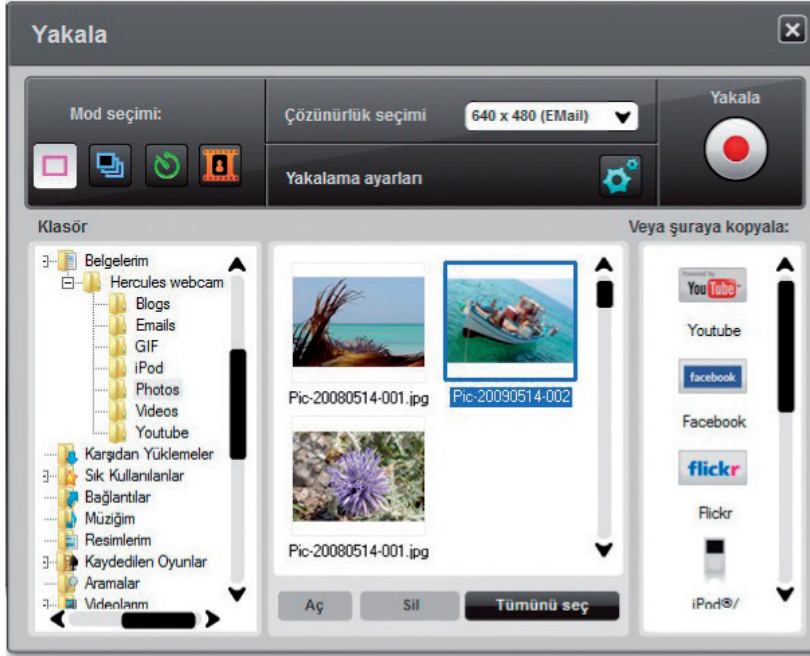 Yakala
Mod seçimi:
Çözünürlük seçimi
640 x 480 (EMail)
Yakalama ayarları
Yakala
Klasör
Veya şuraya kopyala:
Belgelerim
Hercules webcam
Blogs
Emails
GIF
iPod
Photos
Videos
Youtube
Karşıdan Yüklemeler
Sık Kullanılanlar
Bağlantılar
Müziğim
Resimlerim
Kaydedilen Oyunlar
Aramalar
Videolarım
Pic-20080514-001.jpg
Pic-20090514-002
Pic-20080514-001.jpg
Aç
Sil
Tümünü seç
Powered by
YouTube
Youtube
facebook
Facebook
flickr
Flickr
iPod®/